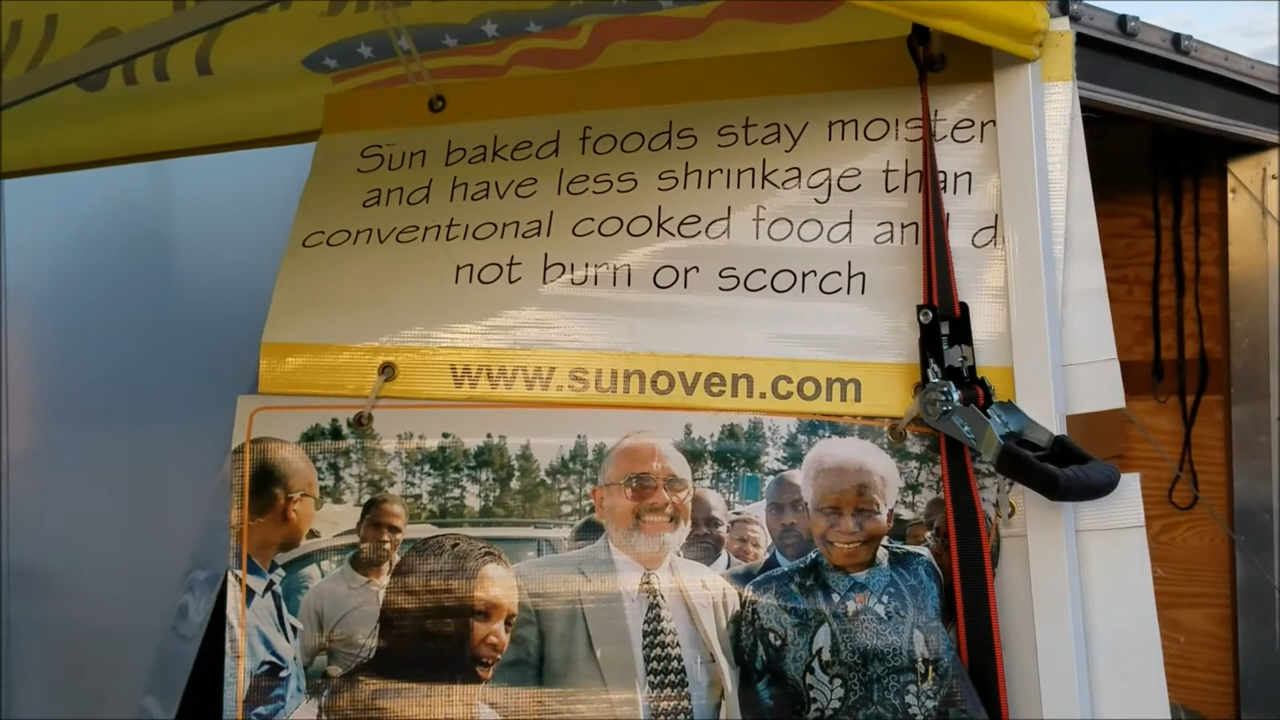 Sun baked foods stay moister
and have less shrinkage than
conventional cooked food and d
not burn or scorch
www.sunoven.com